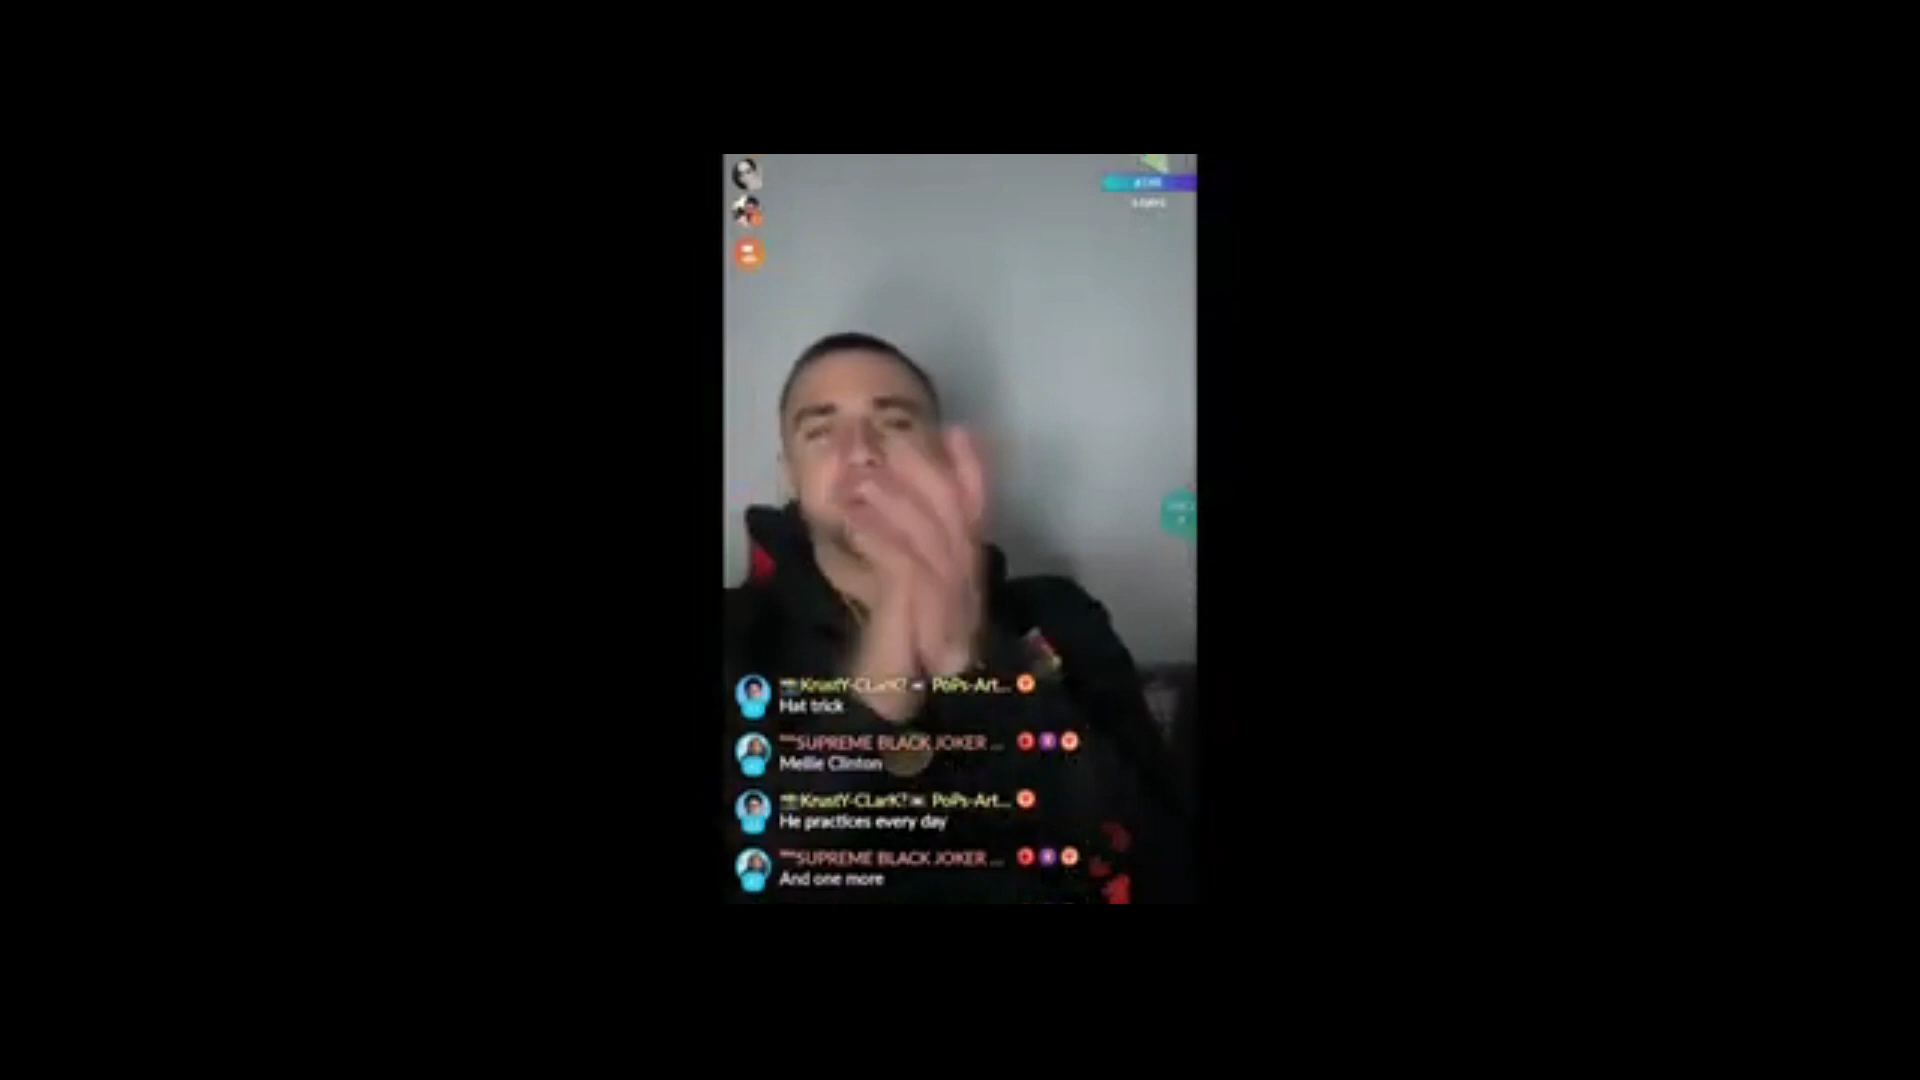 KrustY-CLarK? PoPs-Art...
Hat trick
SUPREME BLACK JOKER ...
Mellie Clinton
KrustY-CLarK? PoPs-Art...
He practices every day
SUPREME BLACK JOKER ...
And one more